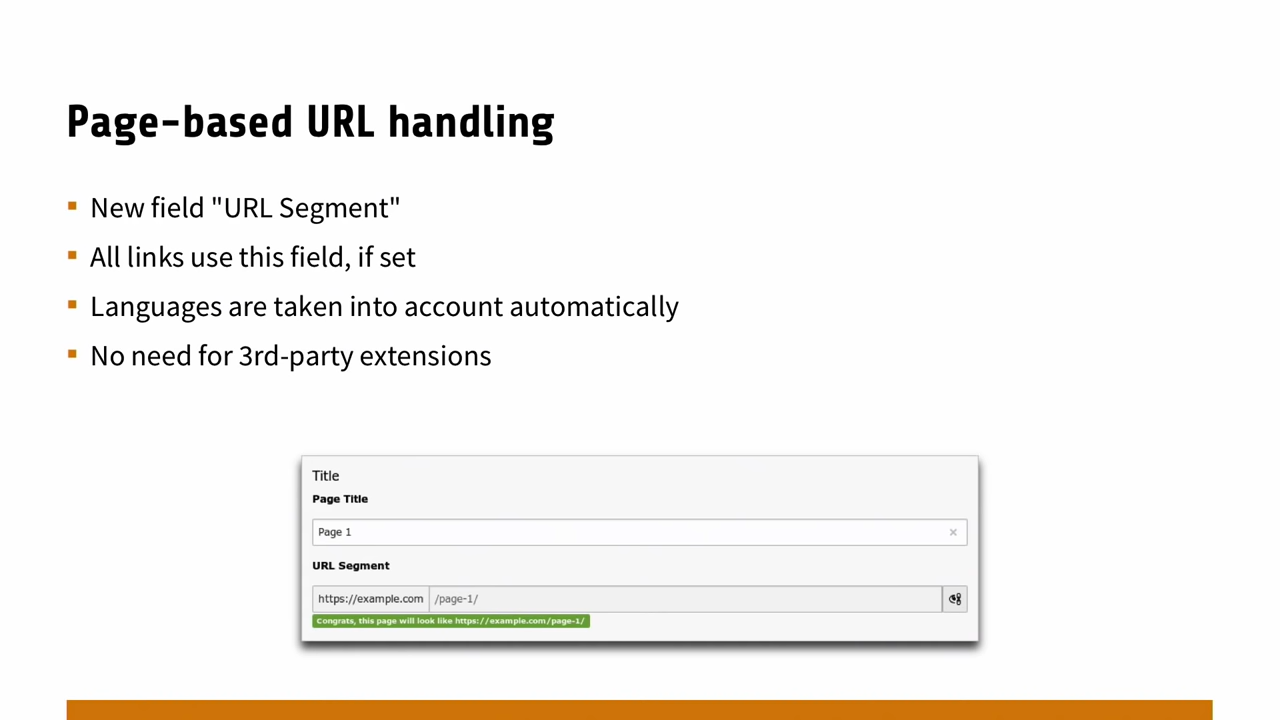 Page-based URL handling
New field "URL Segment"
All links use this field, if set
Languages are taken into account automatically
No need for 3rd-party extensions
Title
Page Title
Page 1
URL Segment
https://example.com /page-1/
Congrats, this page will look like https://example.com/page-1/